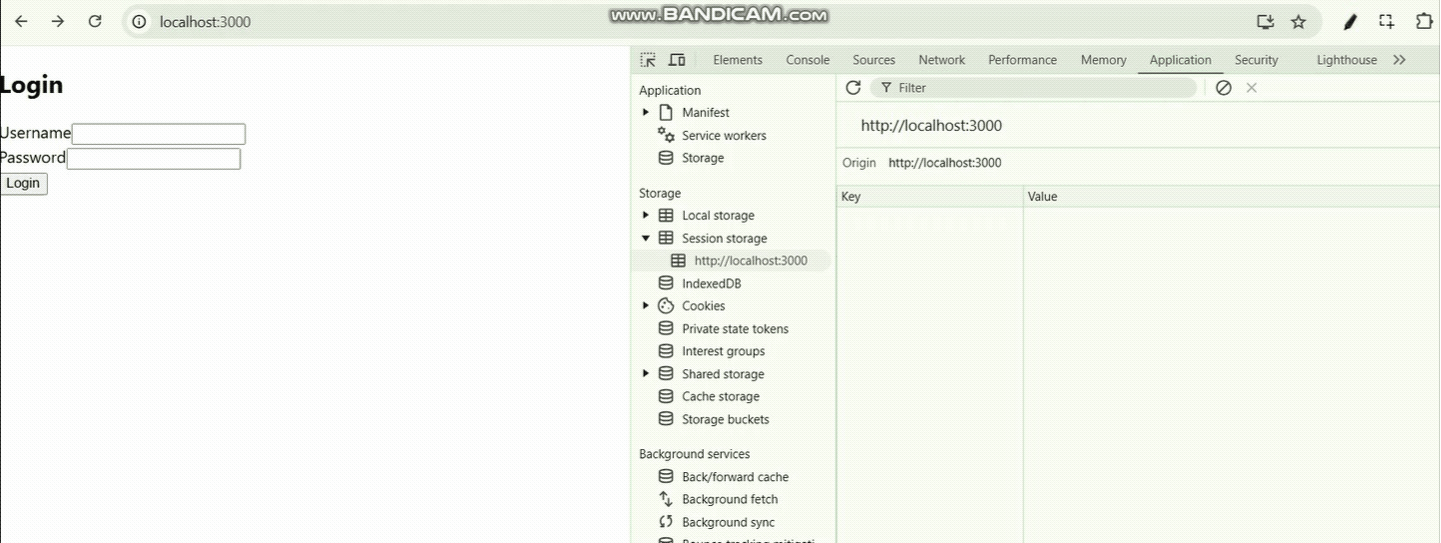 localhost:3000
www.BANDICAM.com
Login
Username
Password
Login
Elements Console Sources Network Performance Memory Application Security Lighthouse
Application
Manifest
Service workers
Storage
Storage
Local storage
Session storage
http://localhost:3000
IndexedDB
Cookies
Private state tokens
Interest groups
Shared storage
Cache storage
Storage buckets
Background services
Back/forward cache
Background fetch
Background sync
Filter
http://localhost:3000
Origin http://localhost:3000
Key Value